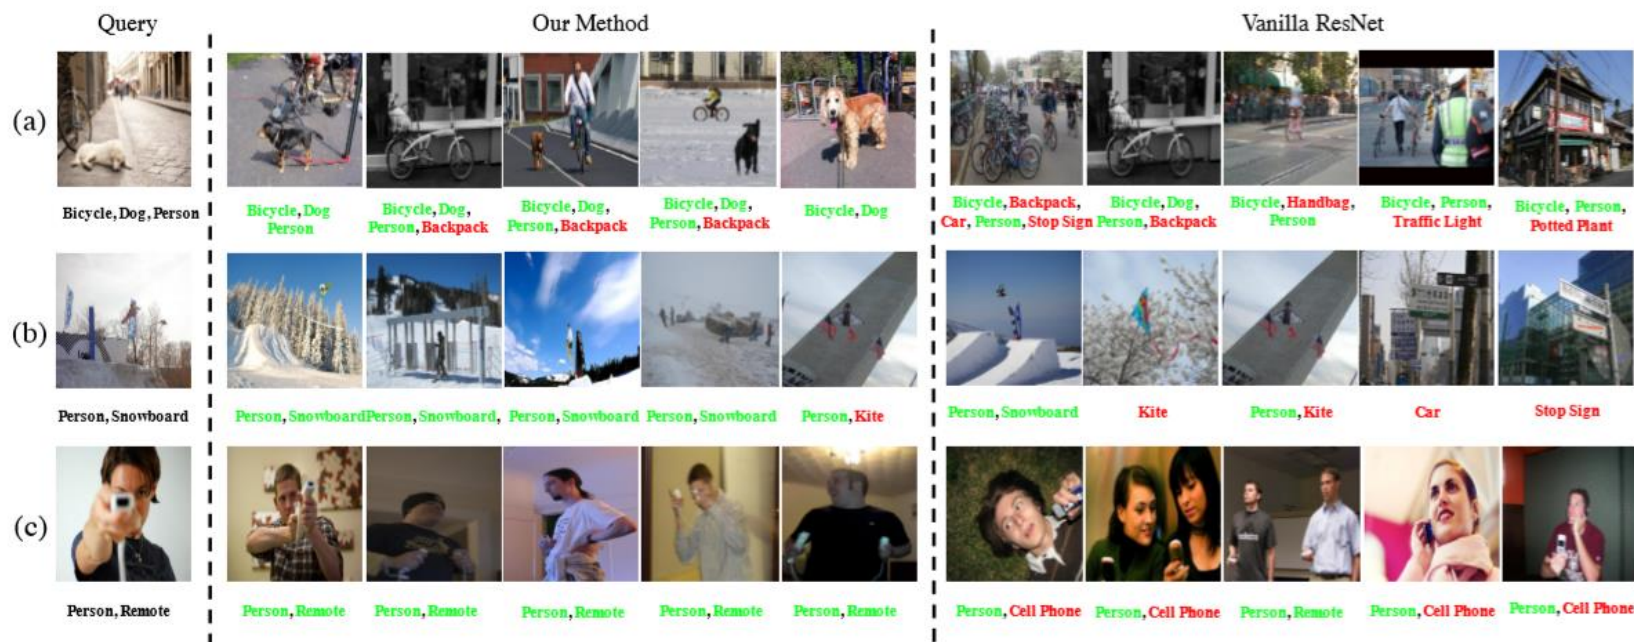 Query
Our Method
Vanilla ResNet
(a)
Bicycle, Dog, Person
Bicycle, Dog
Person
Bicycle, Dog,
Person, Backpack
Bicycle, Dog,
Person, Backpack
Bicycle, Dog,
Person, Backpack
Bicycle, Dog
Bicycle, Backpack,
Car, Person, Stop Sign
Bicycle, Dog,
Person, Backpack
Bicycle, Handbag,
Person
Bicycle, Person,
Traffic Light
Bicycle, Person,
Potted Plant
(b)
Person, Snowboard
Person, Snowboard
Person, Snowboard,
Person, Snowboard
Person, Snowboard
Person, Kite
Person, Snowboard
Kite
Person, Kite
Car
Stop Sign
(c)
Person, Remote
Person, Remote
Person, Remote
Person, Remote
Person, Remote
Person, Remote
Person, Cell Phone
Person, Cell Phone
Person, Remote
Person, Cell Phone
Person, Cell Phone